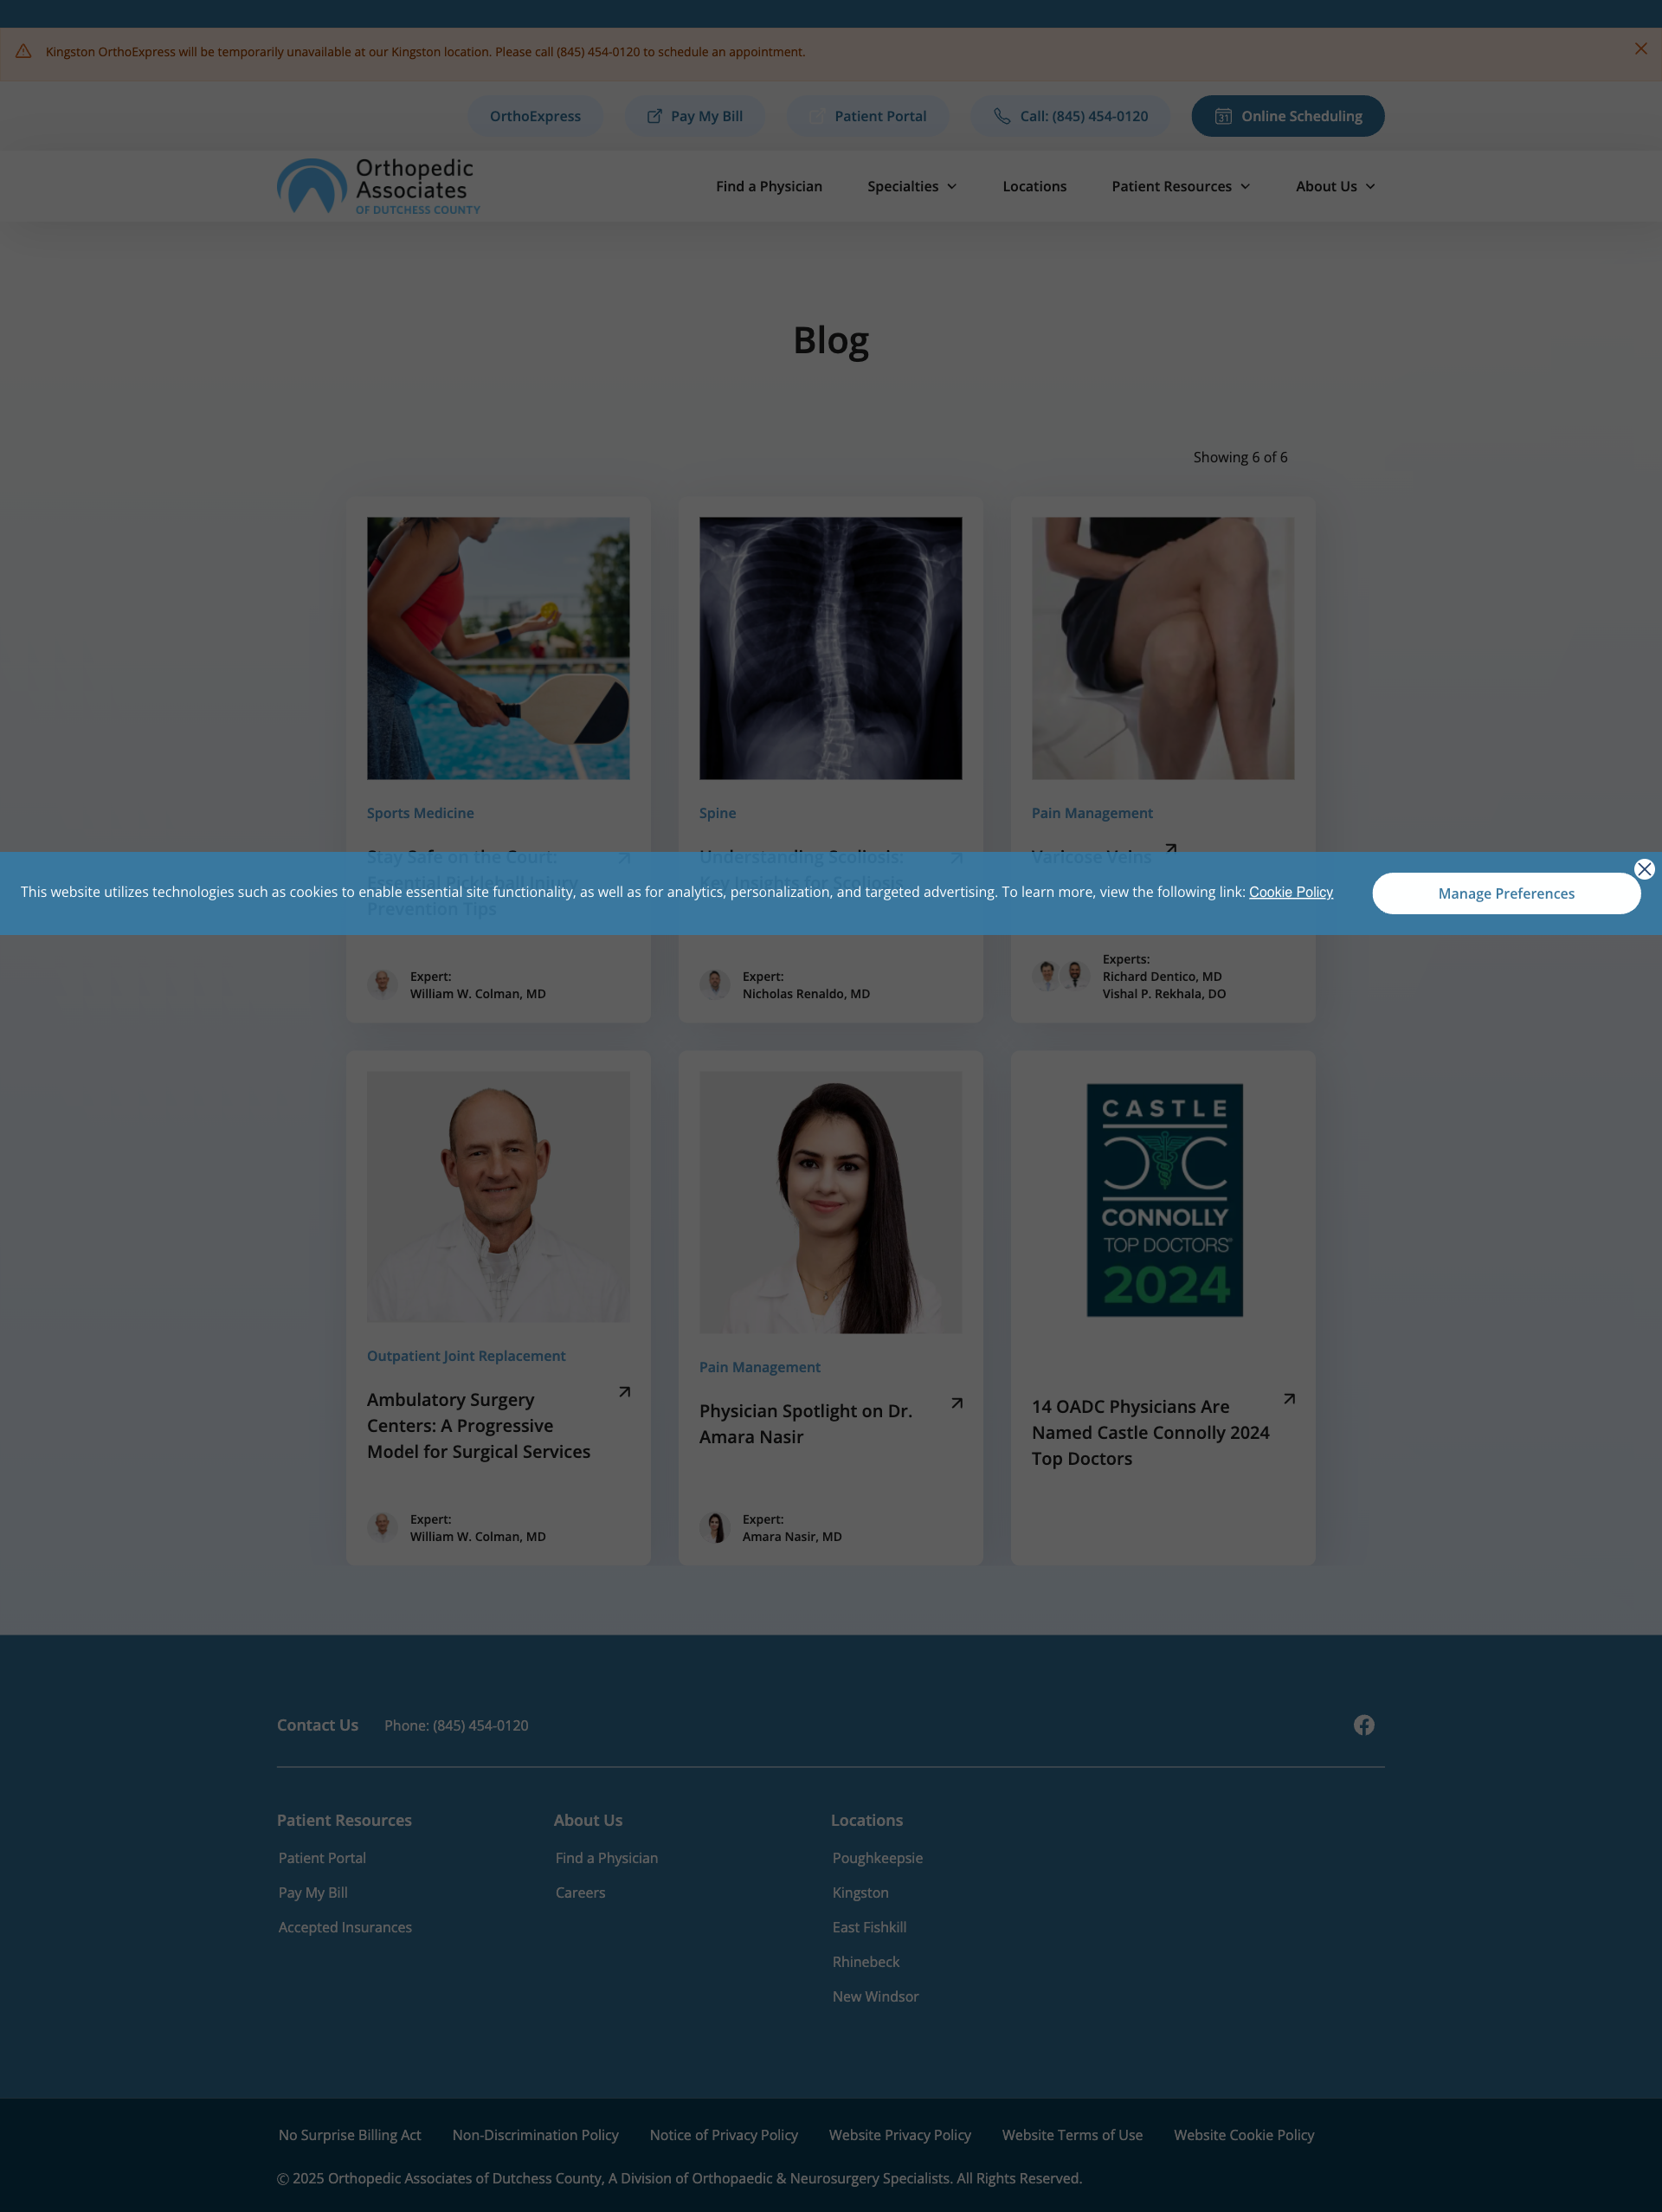 Kingston OrthoExpress will be temporarily unavailable at our Kingston location. Please call (845) 454-0120 to schedule an appointment.
OrthoExpress
Pay My Bill
Patient Portal
Call: (845) 454-0120
Online Scheduling
Orthopedic
Associates
OF DUTCHESS COUNTY
Find a Physician
Specialties
Locations
Patient Resources
About Us
Blog
Showing 6 of 6
Sports Medicine
Stay Safe on the Court:
Essential Pickleball Injury
Prevention Tips
Expert:
William W. Colman, MD
Spine
Understanding Scoliosis:
Key Insights for Scoliosis
Expert:
Nicholas Renaldo, MD
Pain Management
Varicose Veins
Experts:
Richard Dentico, MD
Vishal P. Rekhala, DO
This website utilizes technologies such as cookies to enable essential site functionality, as well as for analytics, personalization, and targeted advertising. To learn more, view the following link: Cookie Policy
Manage Preferences
Outpatient Joint Replacement
Ambulatory Surgery
Centers: A Progressive
Model for Surgical Services
Expert:
William W. Colman, MD
Pain Management
Physician Spotlight on Dr.
Amara Nasir
Expert:
Amara Nasir, MD
CASTLE
CONNOLLY
TOP DOCTORS®
2024
14 OADC Physicians Are
Named Castle Connolly 2024
Top Doctors
Contact Us
Phone: (845) 454-0120
Patient Resources
Patient Portal
Pay My Bill
Accepted Insurances
About Us
Find a Physician
Careers
Locations
Poughkeepsie
Kingston
East Fishkill
Rhinebeck
New Windsor
No Surprise Billing Act
Non-Discrimination Policy
Notice of Privacy Policy
Website Privacy Policy
Website Terms of Use
Website Cookie Policy
© 2025 Orthopedic Associates of Dutchess County, A Division of Orthopaedic & Neurosurgery Specialists. All Rights Reserved.